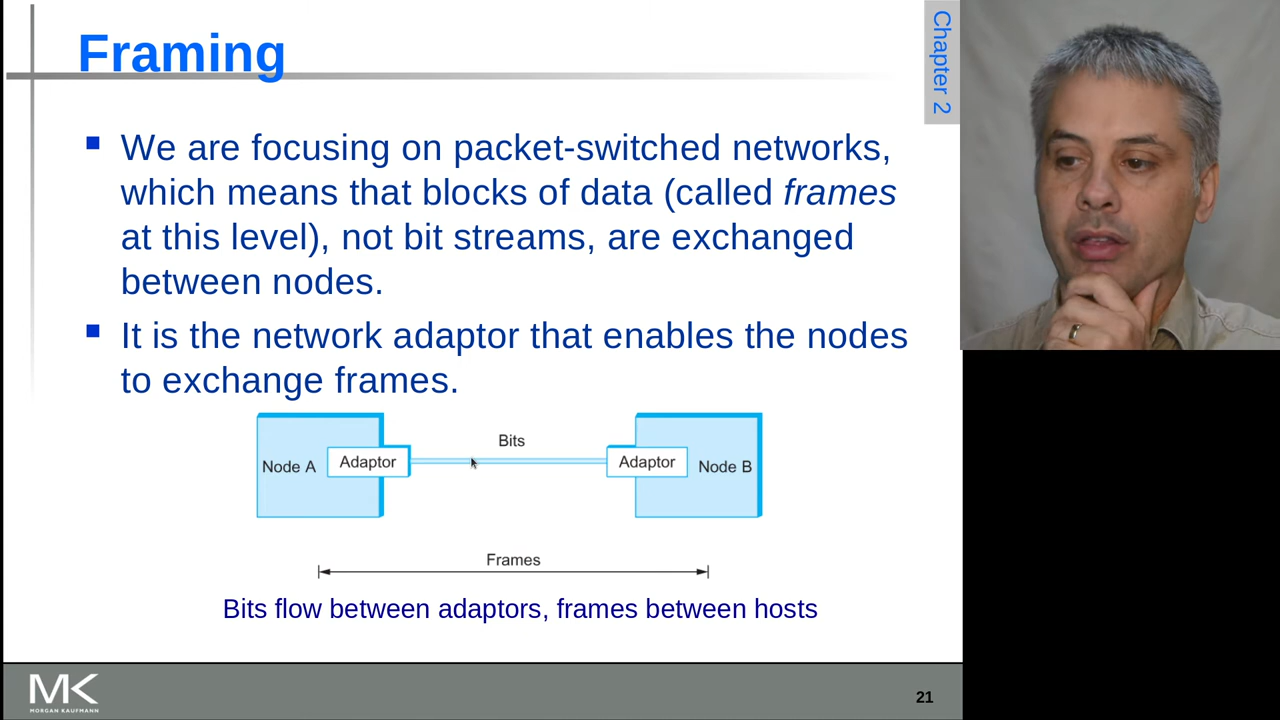 Framing
Chapter 2
We are focusing on packet-switched networks,
which means that blocks of data (called frames
at this level), not bit streams, are exchanged
between nodes.
It is the network adaptor that enables the nodes
to exchange frames.
Bits
Node A
Adaptor
Adaptor
Node B
Frames
Bits flow between adaptors, frames between hosts
MK
MORGAN KAUFMANN
21